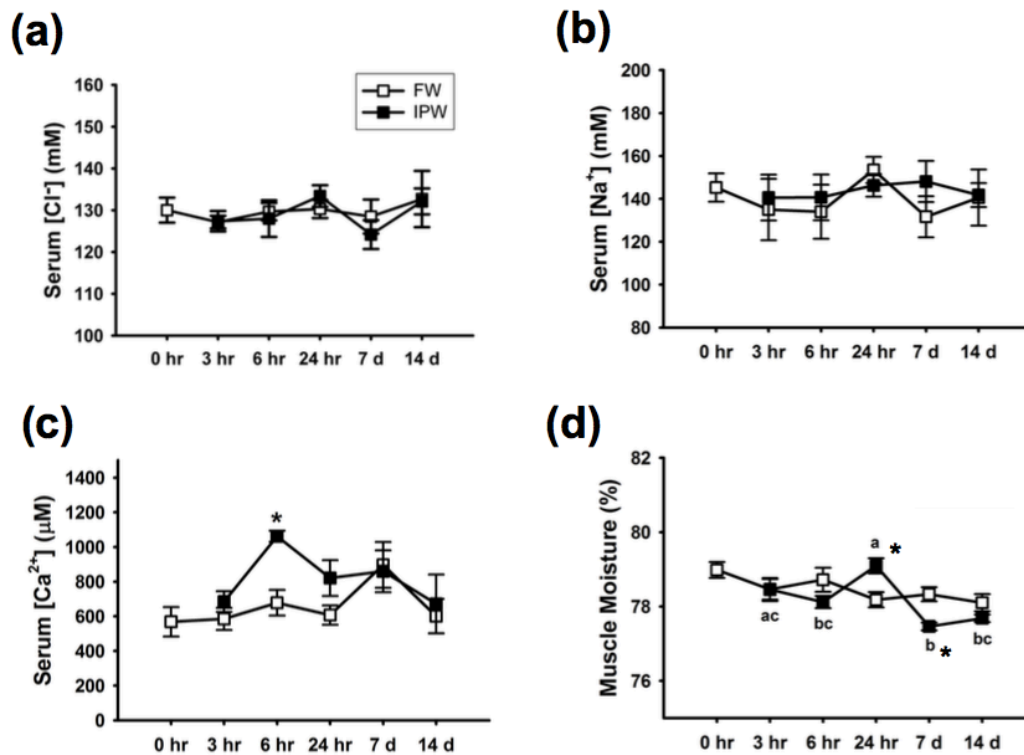 (a)
Serum [Cl⁻] (mM)
160
150
140
130
120
110
100
FW
IPW
0 hr 3 hr 6 hr 24 hr 7 d 14 d
(b)
Serum [Na⁺] (mM)
200
180
160
140
120
100
80
0 hr 3 hr 6 hr 24 hr 7 d 14 d
(c)
Serum [Ca²⁺] (µM)
1400
1200
1000
800
600
400
200
0
*
0 hr 3 hr 6 hr 24 hr 7 d 14 d
(d)
Muscle Moisture (%)
82
80
78
76
a *
ac bc b * bc
0 hr 3 hr 6 hr 24 hr 7 d 14 d